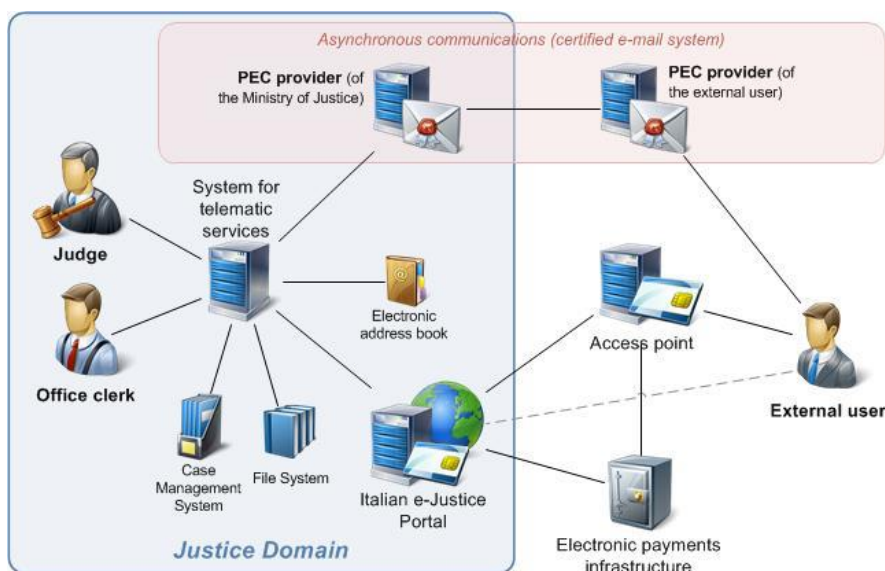 Asynchronous communications (certified e-mail system)
PEC provider (of
the Ministry of Justice)
PEC provider (of
the external user)
System for
telematic
services
Judge
Electronic
address book
Office clerk
Access point
External user
Case
Management
System
File System
Italian e-Justice
Portal
Justice Domain
Electronic payments
infrastructure